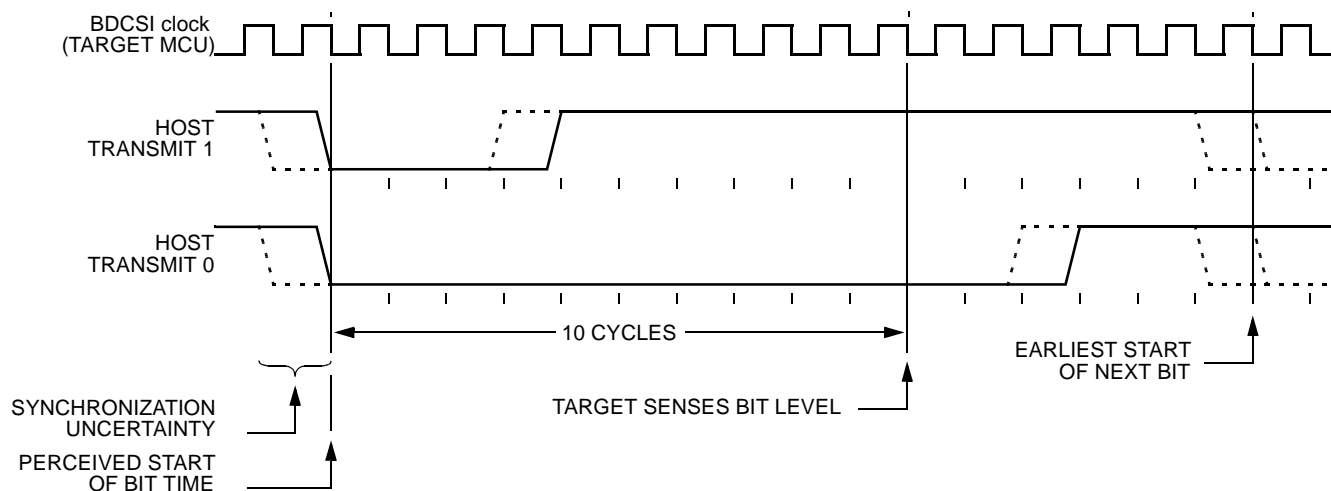 BDCSI clock
(TARGET MCU)
HOST
TRANSMIT 1
HOST
TRANSMIT 0
10 CYCLES
EARLIEST START
OF NEXT BIT
TARGET SENSES BIT LEVEL
SYNCHRONIZATION
UNCERTAINTY
PERCEIVED START
OF BIT TIME